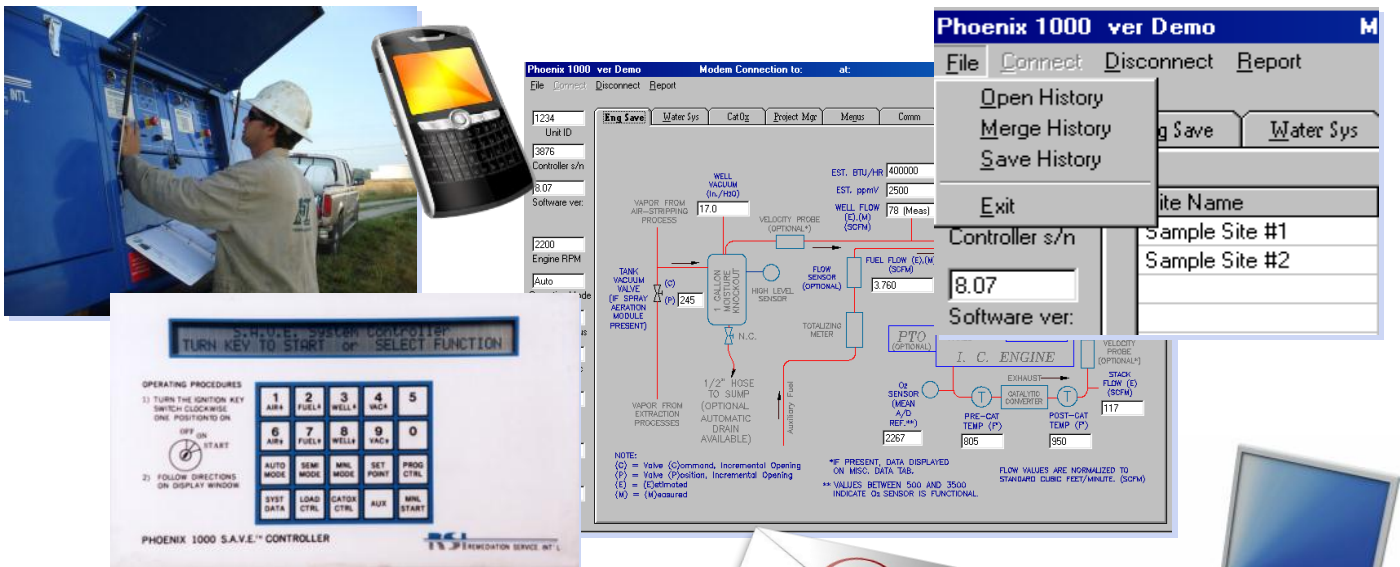 INTL.
Phoenix 1000 ver Demo Modem Connection to: at:
File Connect Disconnect Report
1234
Unit ID
3876
Controller s/n
8.07
Software ver:
2200
Engine RPM
Auto
Eng Save Water Sys CatOx Project Mgr Menus Comm
WELL
VACUUM
(In./H2O)
17.0
VAPOR FROM
AIR-STRIPPING
PROCESS
VELOCITY PROBE
(OPTIONAL*)
EST. BTU/HR 400000
EST. ppmV 2500
WELL FLOW
(E),(M)
(SCFM)
78 (Meas)
TANK
VACUUM
VALVE
(IF SPRAY
AERATION
MODULE
PRESENT)
(C)
(P) 245
1 GALLON
MOISTURE
KNOCKOUT
HIGH LEVEL
SENSOR
FLOW
SENSOR
(OPTIONAL)
FUEL FLOW (E),(M)
(SCFM)
3.760
N.C.
TOTALIZING
METER
PTO
(OPTIONAL)
I. C. ENGINE
VELOCITY
PROBE
(OPTIONAL*)
1/2" HOSE
TO SUMP
(OPTIONAL
AUTOMATIC
DRAIN
AVAILABLE)
VAPOR FROM
EXTRACTION
PROCESSES
Auxiliary Fuel
O2
SENSOR
(MEAN
A/D
REF.**)
2267
EXHAUST
T
CATALYTIC
CONVERTER
T
PRE-CAT
TEMP (F)
805
POST-CAT
TEMP (F)
950
STACK
FLOW (E)
(SCFM)
117
NOTE:
(C) = Valve (C)ommand, Incremental Opening
(P) = Valve (P)osition, Incremental Opening
(E) = (E)stimated
(M) = (M)easured
*IF PRESENT, DATA DISPLAYED
ON MISC. DATA TAB.
** VALUES BETWEEN 500 AND 3500
INDICATE O2 SENSOR IS FUNCTIONAL.
FLOW VALUES ARE NORMALIZED TO
STANDARD CUBIC FEET/MINUTE. (SCFM)
Phoenix 1000 ver Demo M
File Connect Disconnect Report
Open History
Merge History
Save History
Exit
g Save Water Sys
ite Name
Sample Site #1
Sample Site #2
Controller s/n
8.07
Software ver:
S.A.V.E. System Controller
TURN KEY TO START or SELECT FUNCTION
OPERATING PROCEDURES
1) TURN THE IGNITION KEY
SWITCH CLOCKWISE
ONE POSITION TO ON
OFF ON
START
2) FOLLOW DIRECTIONS
ON DISPLAY WINDOW
1 AIR 2 FUEL 3 WELL 4 VAC 5
6 AIR 7 FUEL 8 WELL 9 VAC 0
AUTO MODE SEMI MODE MNL MODE SET POINT PROG CTRL
SYST DATA LOAD CTRL CATOX CTRL AUX MNL START
PHOENIX 1000 S.A.V.E.™ CONTROLLER
RSI REMEDIATION SERVICE, INT'L